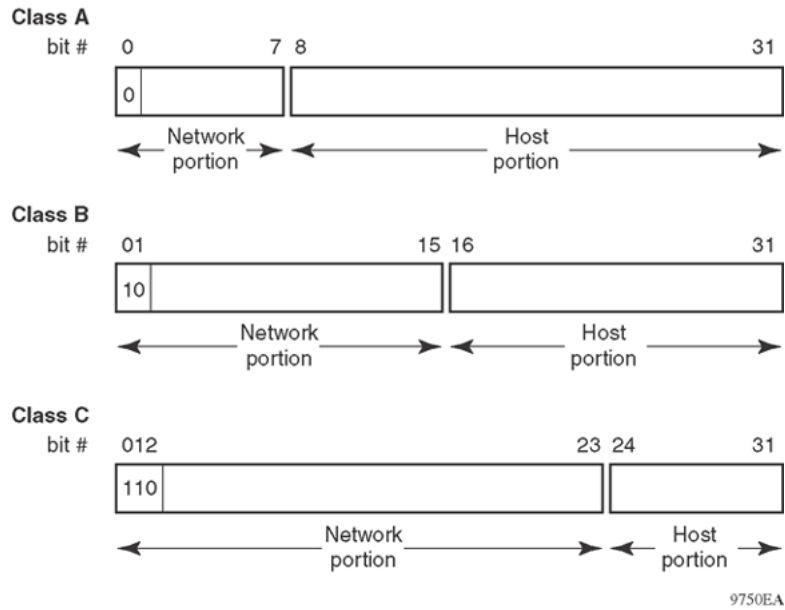 Class A
bit # 0 7 8 31
0
Network portion
Host portion
Class B
bit # 01 15 16 31
10
Network portion
Host portion
Class C
bit # 012 23 24 31
110
Network portion
Host portion
9750EA